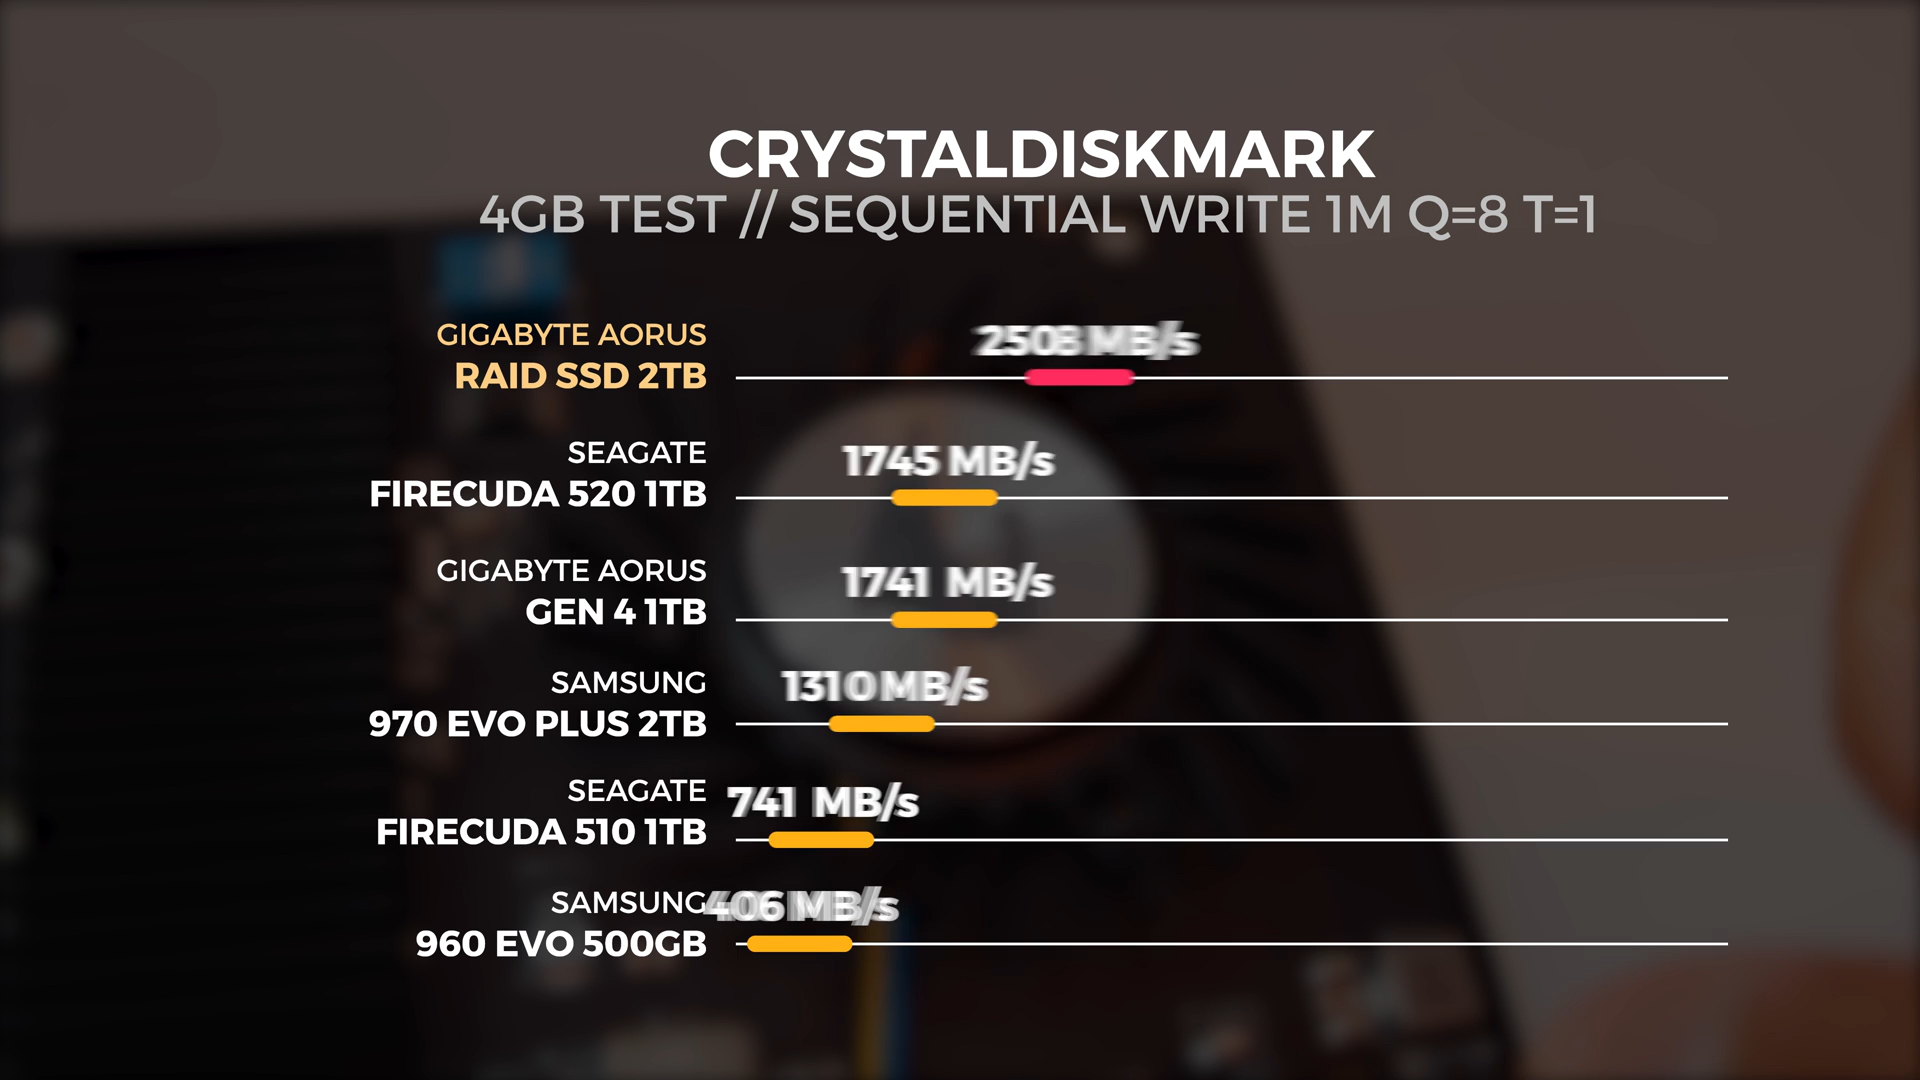 CRYSTALDISKMARK
4GB TEST // SEQUENTIAL WRITE 1M Q=8 T=1
GIGABYTE AORUS
RAID SSD 2TB
MB/s
SEAGATE
FIRECUDA 520 1TB
1745 MB/s
GIGABYTE AORUS
GEN 4 1TB
1741 MB/s
SAMSUNG
970 EVO PLUS 2TB
1310 MB/s
SEAGATE
FIRECUDA 510 1TB
741 MB/s
SAMSUNG
406 MB/s
960 EVO 500GB